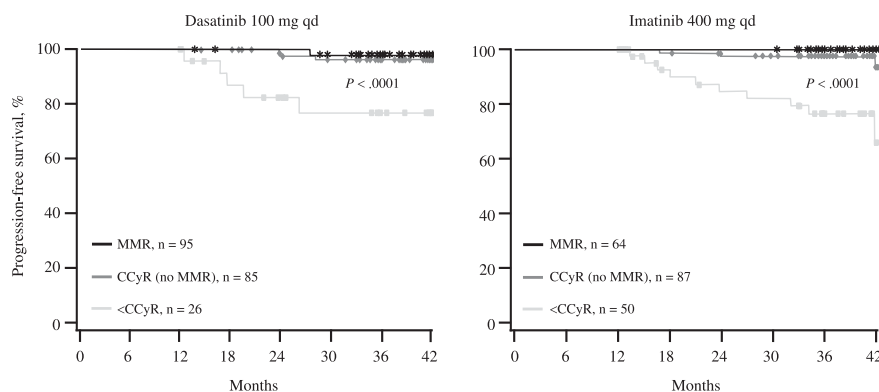 Dasatinib 100 mg qd
Progression-free survival, %
100
80
60
40
20
0
P < .0001
MMR, n = 95
CCyR (no MMR), n = 85
<CCyR, n = 26
0 6 12 18 24 30 36 42
Months
Imatinib 400 mg qd
100
80
60
40
20
0
P < .0001
MMR, n = 64
CCyR (no MMR), n = 87
<CCyR, n = 50
0 6 12 18 24 30 36 42
Months